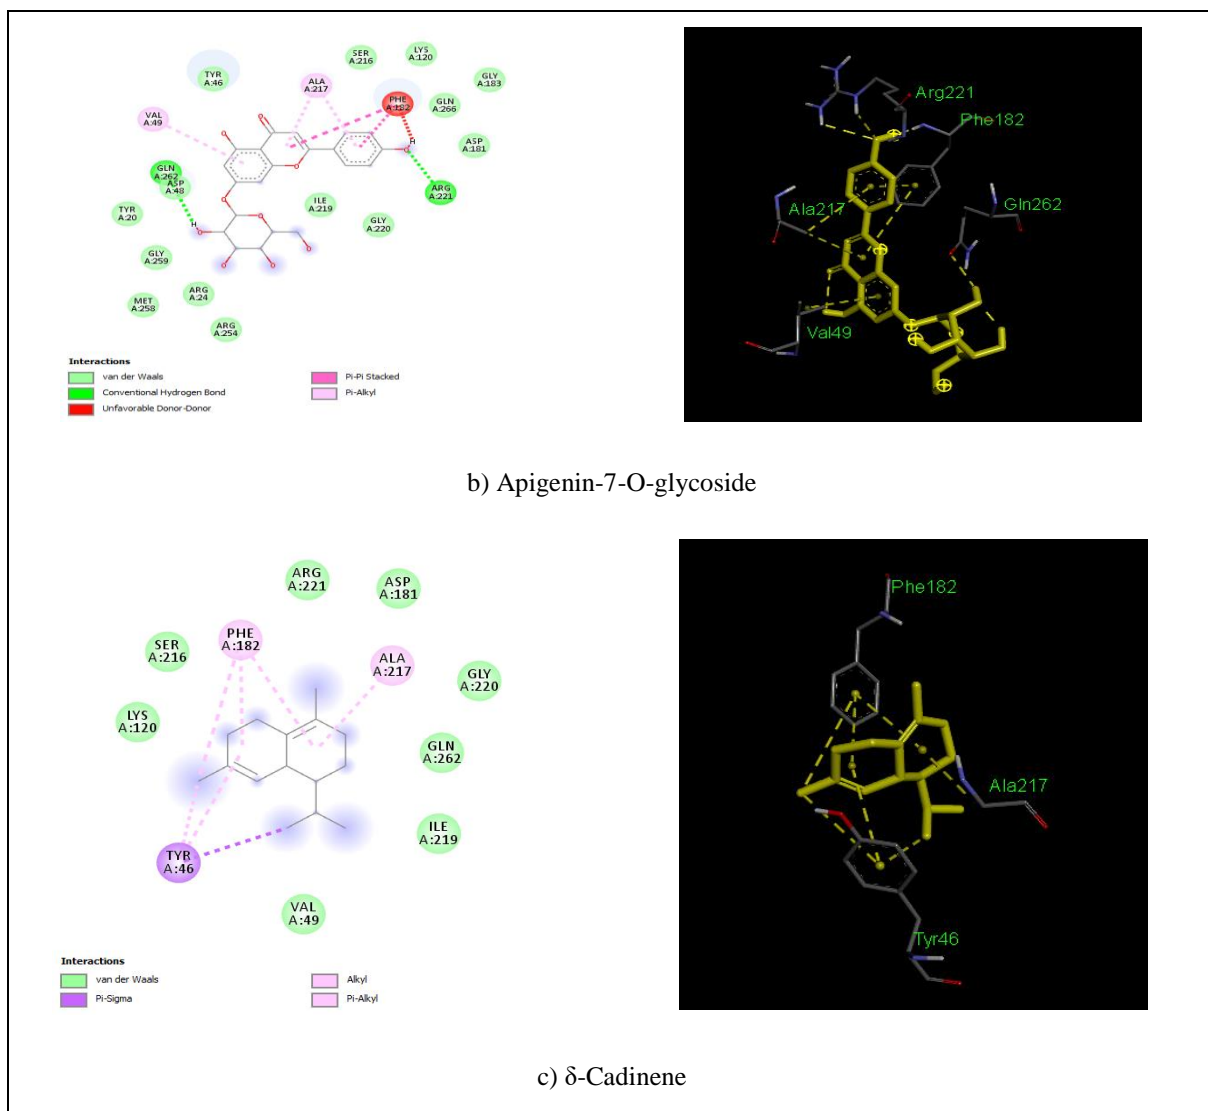 TYR
A:46
SER
A:216
LYS
A:120
GLY
A:183
ALA
A:217
PHE
A:182
GLN
A:266
VAL
A:49
ASP
A:181
H
GLN
A:262
ASP
A:48
ARG
A:221
TYR
A:20
ILE
A:219
GLY
A:220
H
GLY
A:259
MET
A:258
ARG
A:24
ARG
A:254
Interactions
van der Waals
Conventional Hydrogen Bond
Unfavorable Donor-Donor
Pi-Pi Stacked
Pi-Alkyl
Arg221
Phe182
Ala217
Gln262
Val49
b) Apigenin-7-O-glycoside
ARG
A:221
ASP
A:181
SER
A:216
PHE
A:182
ALA
A:217
GLY
A:220
LYS
A:120
GLN
A:262
ILE
A:219
TYR
A:46
VAL
A:49
Interactions
van der Waals
Pi-Sigma
Alkyl
Pi-Alkyl
Phe182
Ala217
Tyr46
c) δ-Cadinene